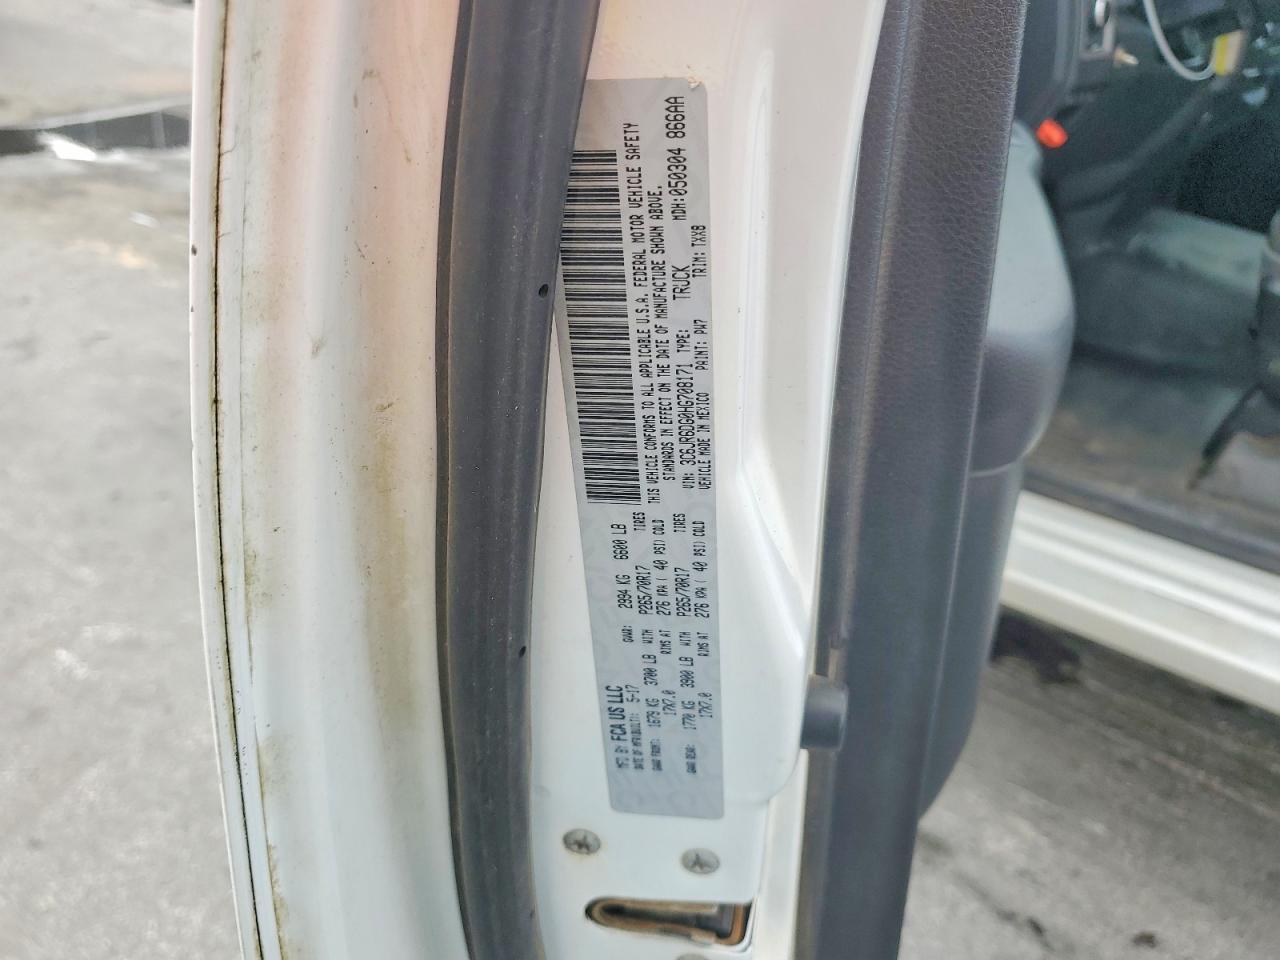 MFD BY: FCA US LLC
DATE OF MFR(BUILT): 5-17 GVWR: 2994 KG 6600 LB
GAWR FRONT: 1679 KG 3700 LB WITH P265/70R17 TIRES
17X7.0 RIMS AT 276 KPA ( 40 PSI) COLD
GAWR REAR: 1770 KG 3900 LB WITH P265/70R17 TIRES
17X7.0 RIMS AT 276 KPA ( 40 PSI) COLD
THIS VEHICLE CONFORMS TO ALL APPLICABLE U.S.A. FEDERAL MOTOR VEHICLE SAFETY
STANDARDS IN EFFECT ON THE DATE OF MANUFACTURE SHOWN ABOVE.
VIN: 3C6JR6DG0HG708171 TYPE: TRUCK MDH:050304 866AA
VEHICLE MADE IN MEXICO PAINT: PW7 TRIM: TXX8